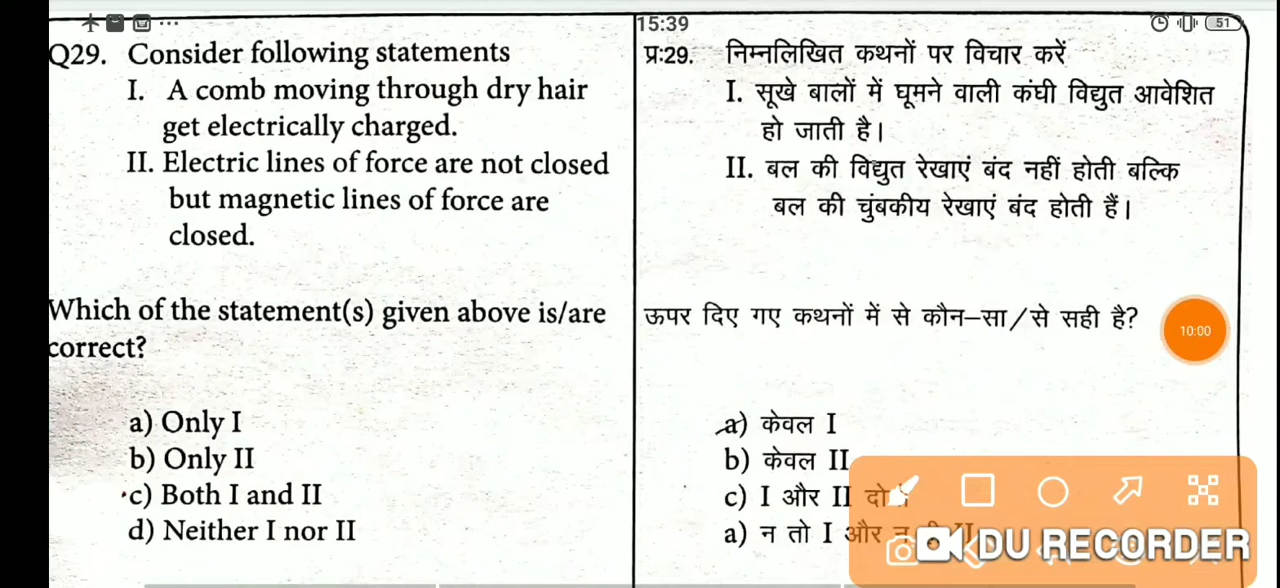 15:39
51
Q29. Consider following statements
I. A comb moving through dry hair
get electrically charged.
II. Electric lines of force are not closed
but magnetic lines of force are
closed.
Which of the statement(s) given above is/are
correct?
a) Only I
b) Only II
c) Both I and II
d) Neither I nor II
प्र:29. निम्नलिखित कथनों पर विचार करें
I. सूखे बालों में घूमने वाली कंघी विद्युत आवेशित
हो जाती है।
II. बल की विद्युत रेखाएं बंद नहीं होती बल्कि
बल की चुंबकीय रेखाएं बंद होती हैं।
ऊपर दिए गए कथनों में से कौन–सा/से सही है?
10:00
a) केवल I
b) केवल II
c) I और II
a) न तो I और
DU RECORDER